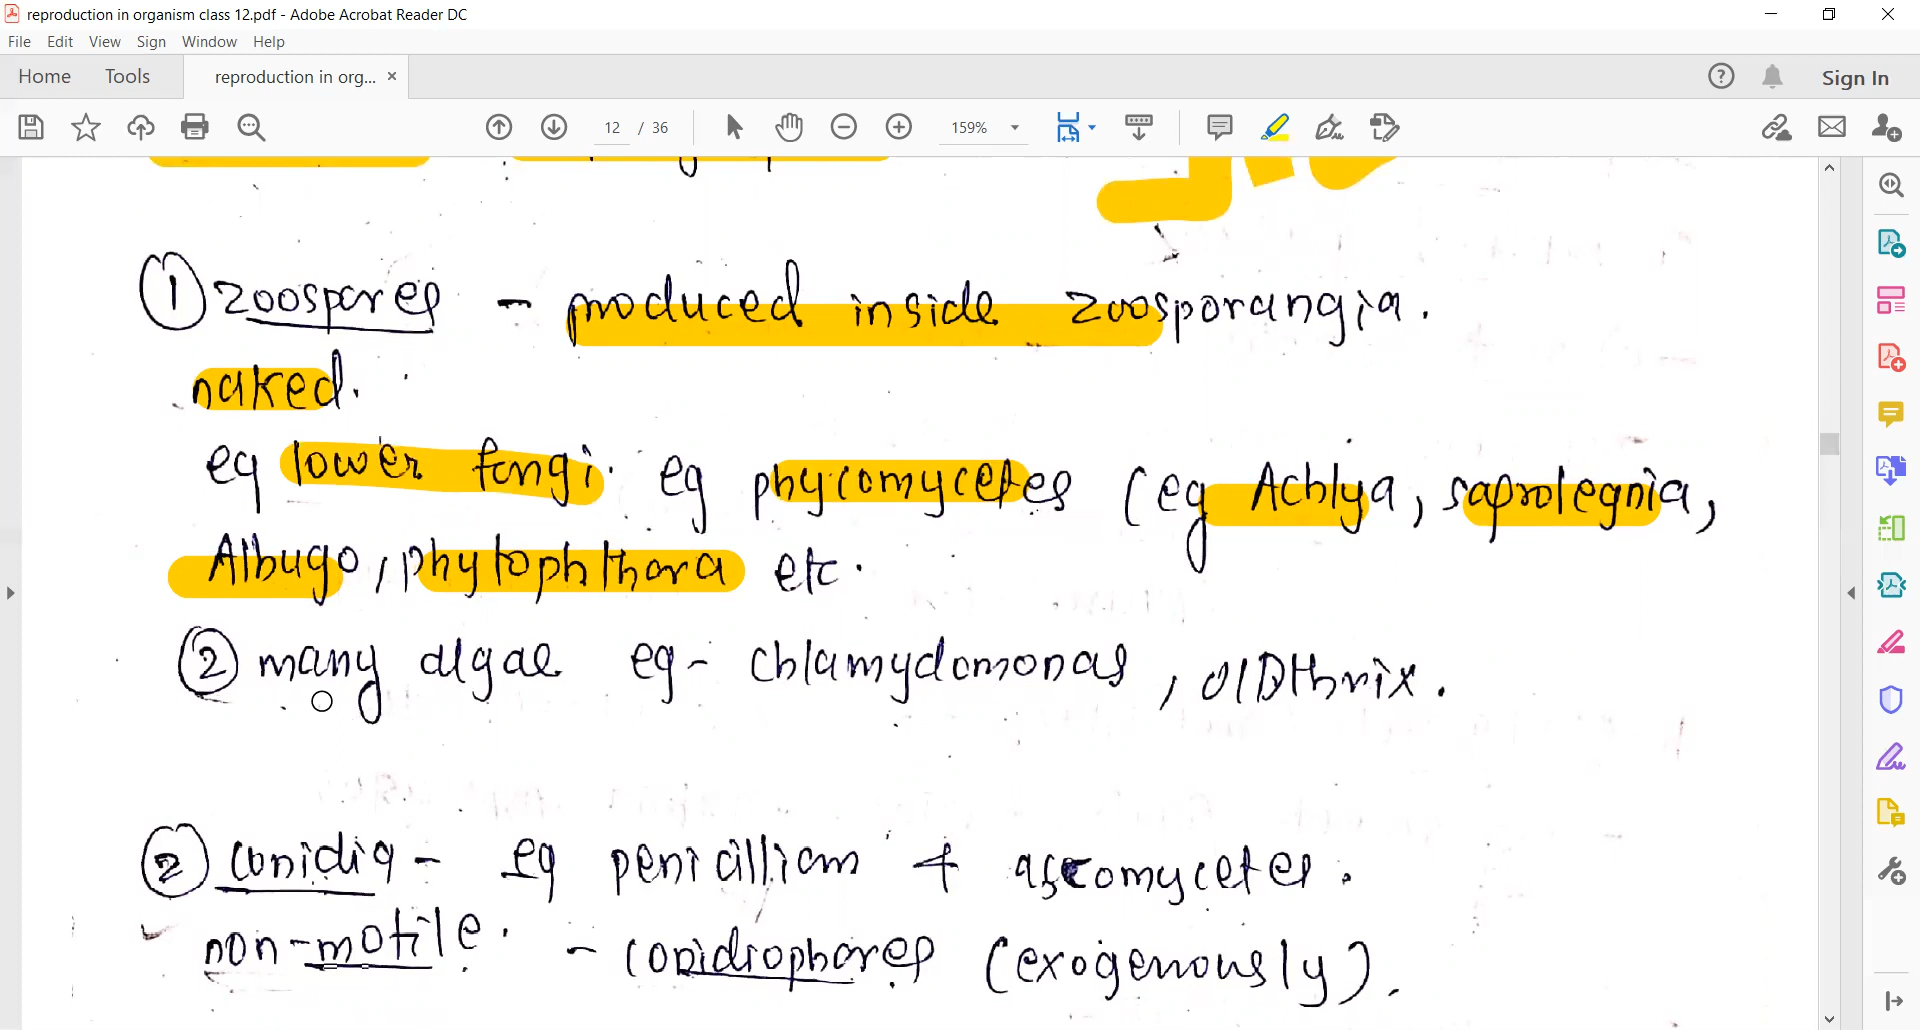 reproduction in organism class 12.pdf - Adobe Acrobat Reader DC
File Edit View Sign Window Help
Home Tools reproduction in org... × Sign In
12 / 36 159%
① zoospores - produced inside zoosporangia.
naked.
eg lower fungi. eg phycomycetes (eg Achlya, saprolegnia,
Albugo, phytophthora etc.
② many algae eg- chlamydomonas, ulothrix.
② conidia - eg penicillium + ascomycetes.
non-motile. - conidiophores (exogenously).